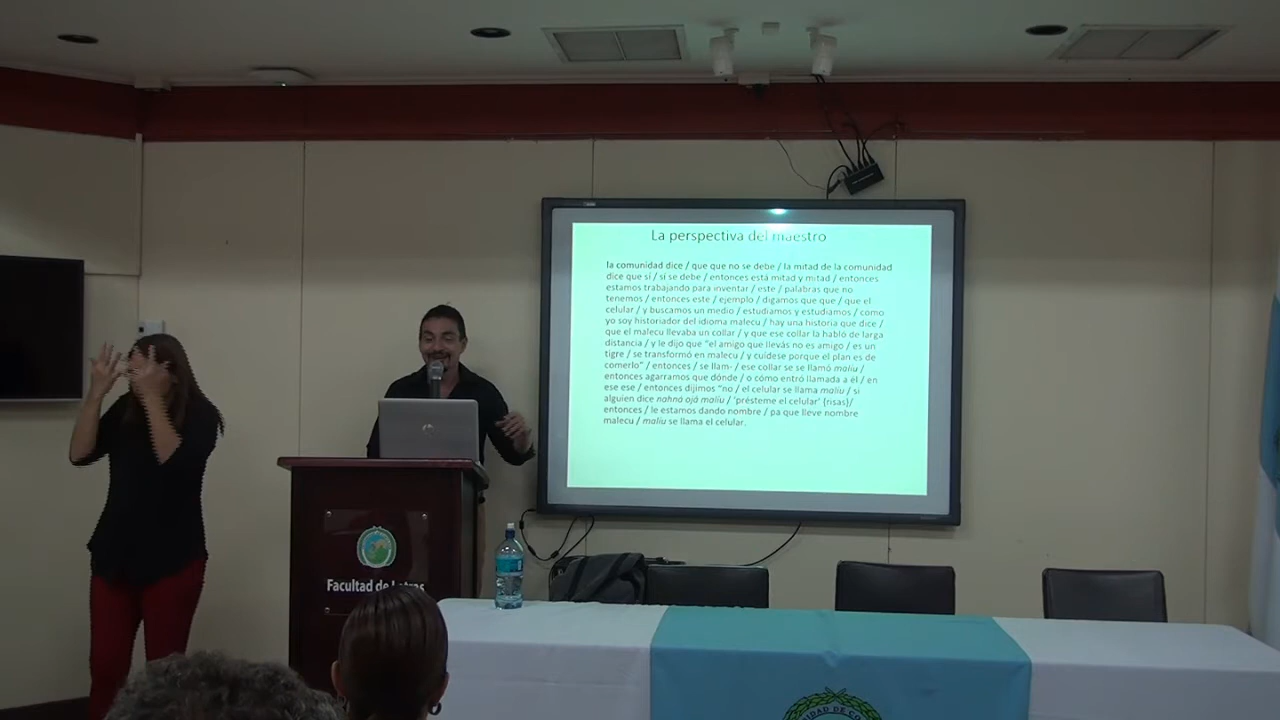 La perspectiva del maestro
la comunidad dice / que que no se debe / la mitad de la comunidad
dice que sí / sí se debe / entonces está mitad y mitad / entonces
estamos trabajando para inventar / este / palabras que no
tenemos / entonces este / ejemplo / digamos que que / que el
celular / y buscamos un medio / estudiamos y estudiamos / como
yo soy historiador del idioma malecu / hay una historia que dice /
que el malecu llevaba un collar / y que ese collar la habló de larga
distancia / y le dijo que "el amigo que llevás no es amigo / es un
tigre / se transformó en malecu / y cuídese porque el plan es de
comerlo" / entonces / se llam- / ese collar se se llamó maliu /
entonces agarramos que dónde / o cómo entró llamada a él / en
ese ese / entonces dijimos "no / el celular se llama maliu / si
alguien dice nahnó ojá maliu / 'présteme el celular' {risas}/
entonces / le estamos dando nombre / pa que lleve nombre
malecu / maliu se llama el celular.
Facultad de Letras